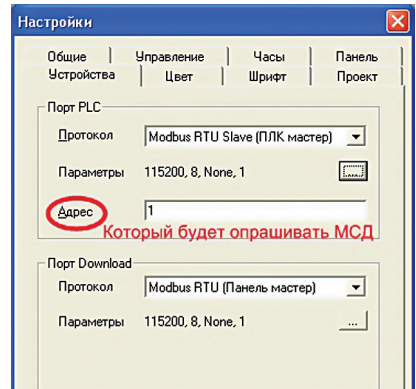 Настройки
Общие Управление Часы Панель
Устройства Цвет Шрифт Проект
Порт PLC
Протокол Modbus RTU Slave (ПЛК мастер)
Параметры 115200, 8, None, 1 ...
Адрес 1
Который будет опрашивать МСД
Порт Download
Протокол Modbus RTU (Панель мастер)
Параметры 115200, 8, None, 1 ...